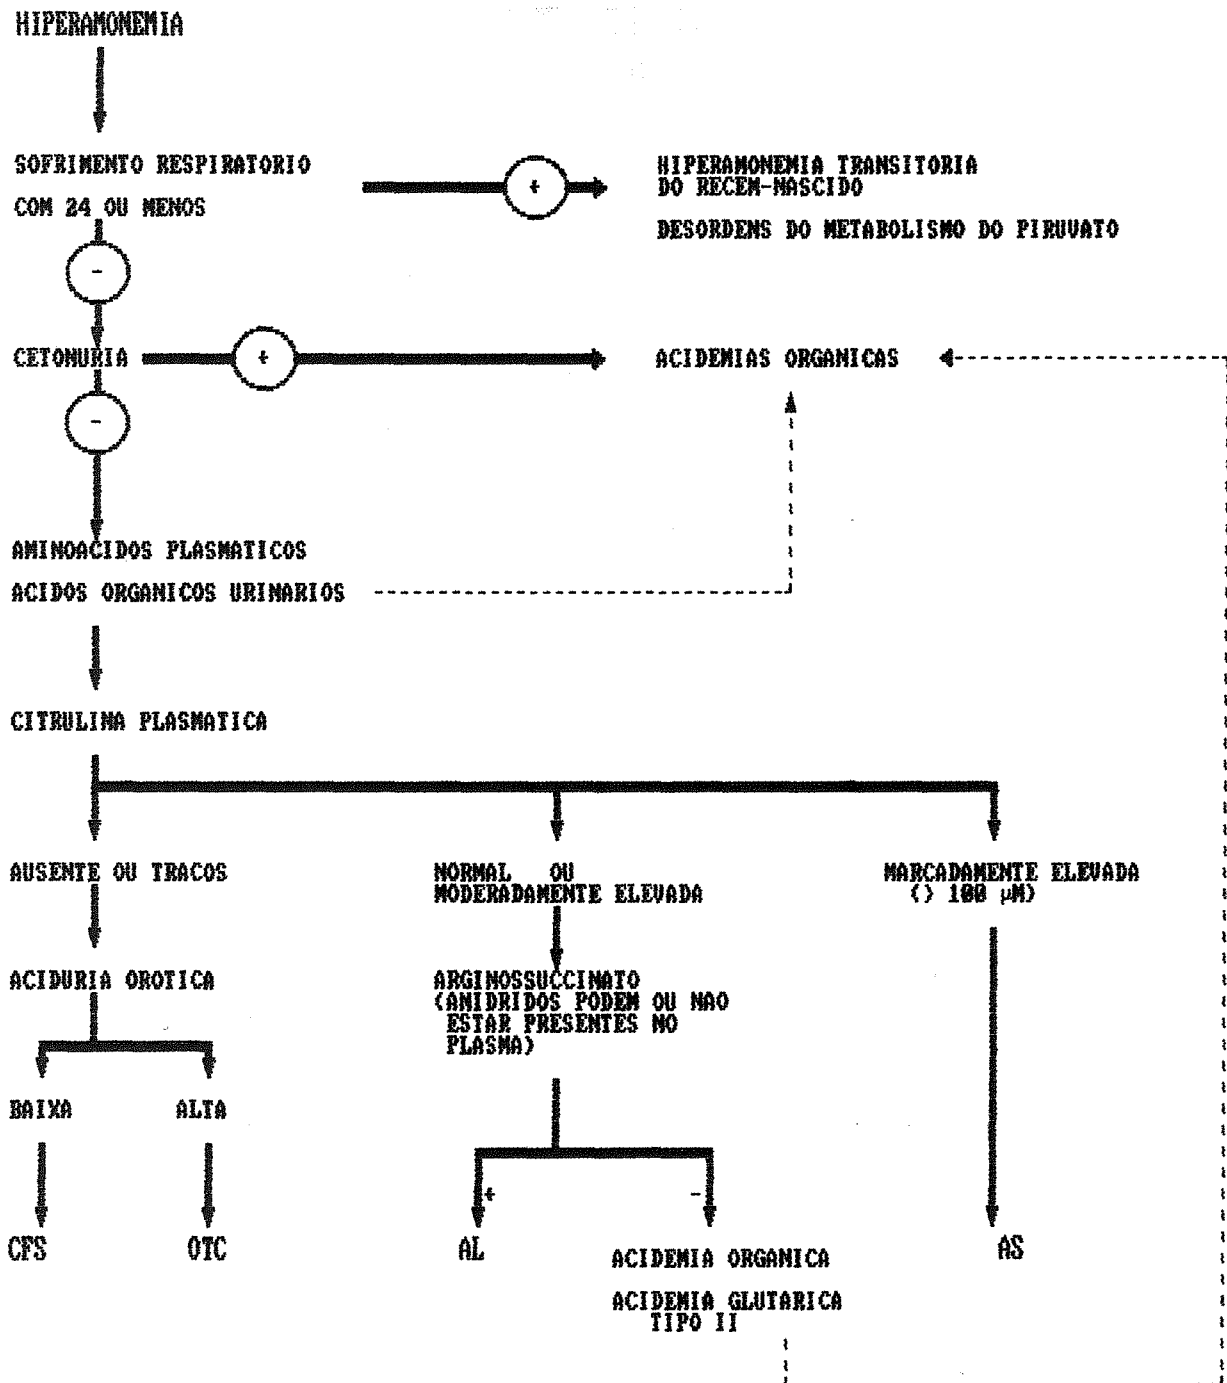 HIPERAMONEMIA
SOFRIMENTO RESPIRATORIO
COM 24 OU MENOS
+
HIPERAMONEMIA TRANSITORIA
DO RECEM-NASCIDO
DESORDENS DO METABOLISMO DO PIRUVATO
-
CETONURIA
+
ACIDEMIAS ORGANICAS
-
AMINOACIDOS PLASMATICOS
ACIDOS ORGANICOS URINARIOS
CITRULINA PLASMATICA
AUSENTE OU TRACOS
NORMAL OU
MODERADAMENTE ELEVADA
MARCADAMENTE ELEVADA
(> 100 µM)
ACIDURIA OROTICA
ARGINOSSUCCINATO
(ANIDRIDOS PODEM OU NAO
ESTAR PRESENTES NO
PLASMA)
BAIXA
ALTA
+
-
CFS
OTC
AL
ACIDEMIA ORGANICA
ACIDEMIA GLUTARICA
TIPO II
AS